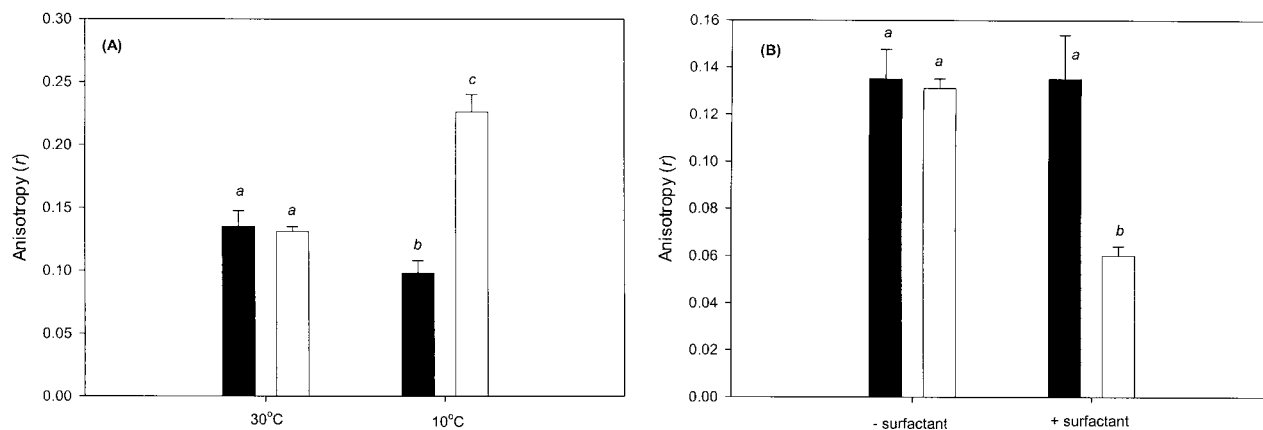 (A)
Anisotropy (r)
0.30
0.25
0.20
0.15
0.10
0.05
0.00
a
a
b
c
30°C
10°C
(B)
Anisotropy (r)
0.16
0.14
0.12
0.10
0.08
0.06
0.04
0.02
0.00
a
a
a
b
- surfactant
+ surfactant